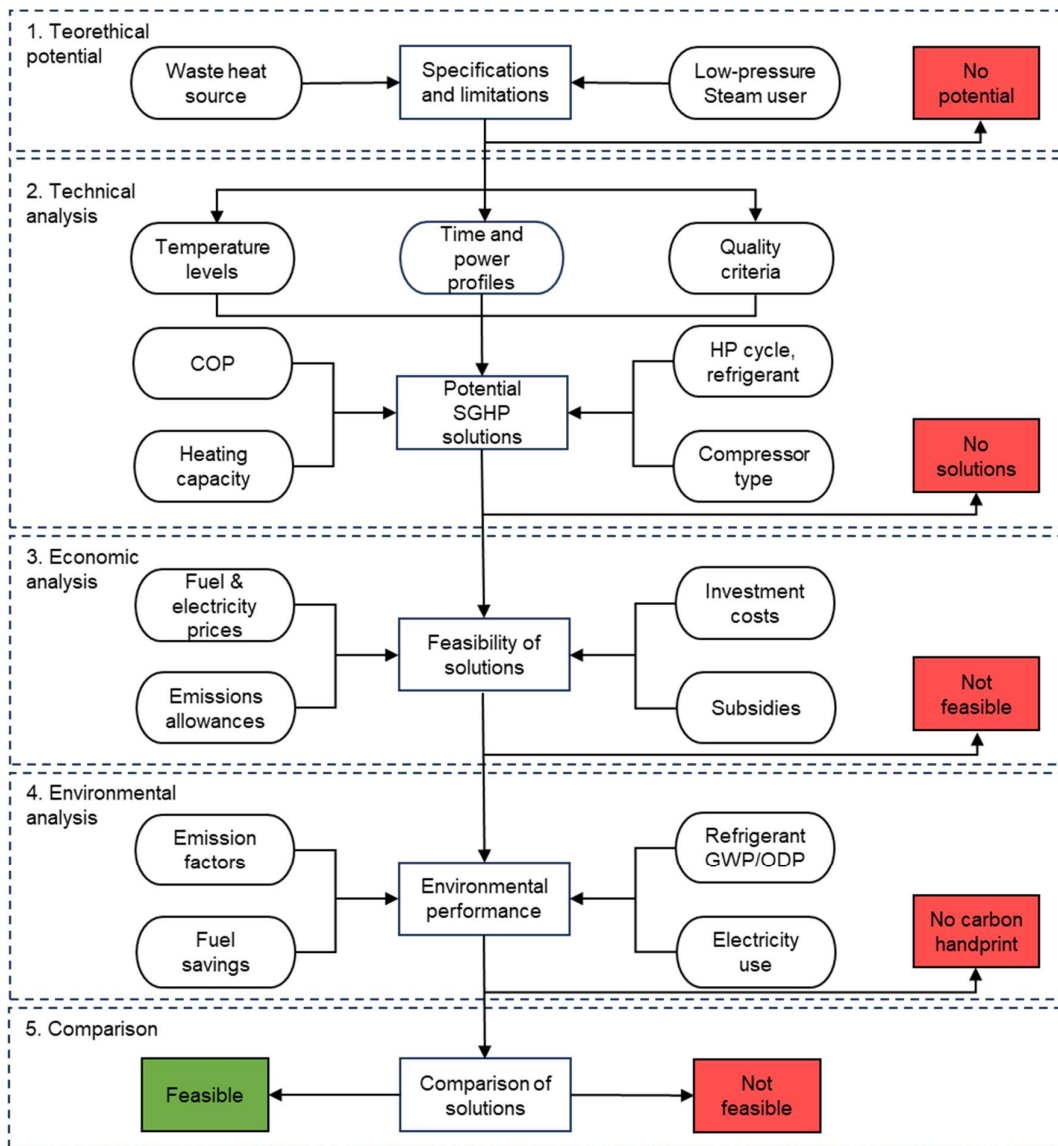 1. Teorethical
potential
Waste heat
source
Specifications
and limitations
Low-pressure
Steam user
No
potential
2. Technical
analysis
Temperature
levels
Time and
power
profiles
Quality
criteria
COP
HP cycle,
refrigerant
Potential
SGHP
solutions
Heating
capacity
Compressor
type
No
solutions
3. Economic
analysis
Fuel &
electricity
prices
Investment
costs
Feasibility of
solutions
Emissions
allowances
Subsidies
Not
feasible
4. Environmental
analysis
Emission
factors
Refrigerant
GWP/ODP
Environmental
performance
Fuel
savings
Electricity
use
No carbon
handprint
5. Comparison
Feasible
Comparison of
solutions
Not
feasible